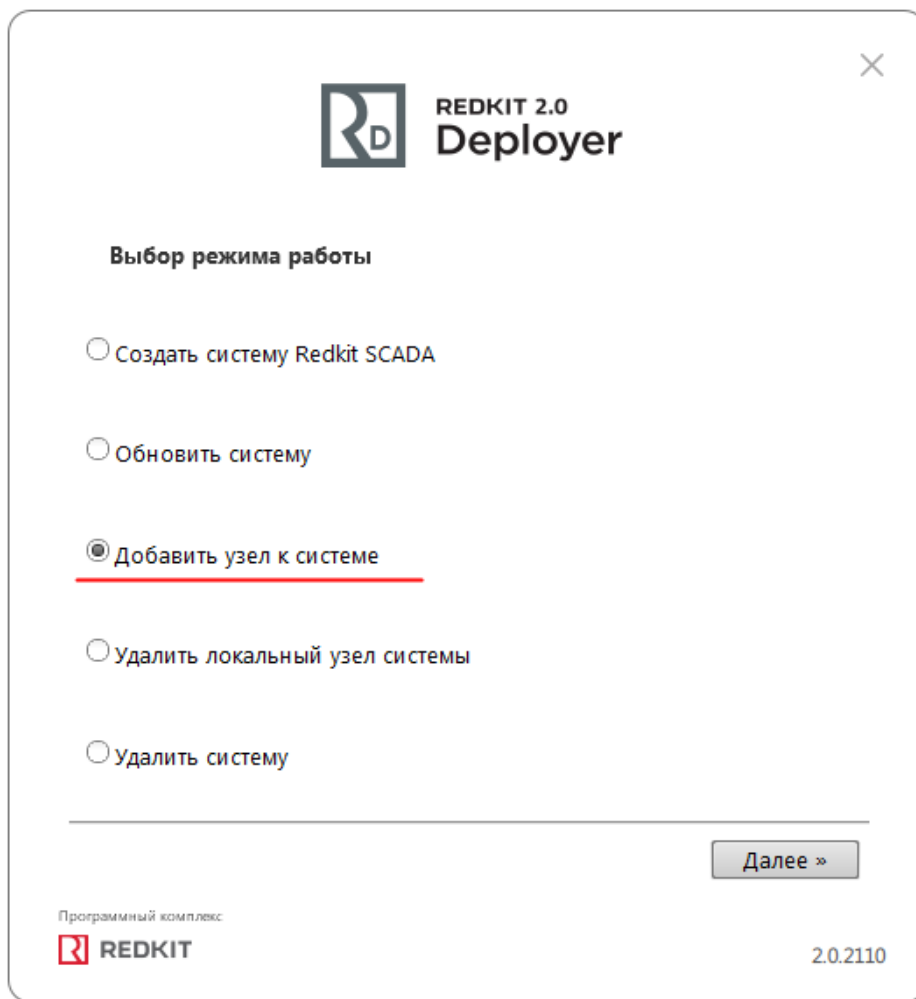 REDKIT 2.0
Deployer
Выбор режима работы
Создать систему Redkit SCADA
Обновить систему
Добавить узел к системе
Удалить локальный узел системы
Удалить систему
Далее »
Программный комплекс
REDKIT
2.0.2110